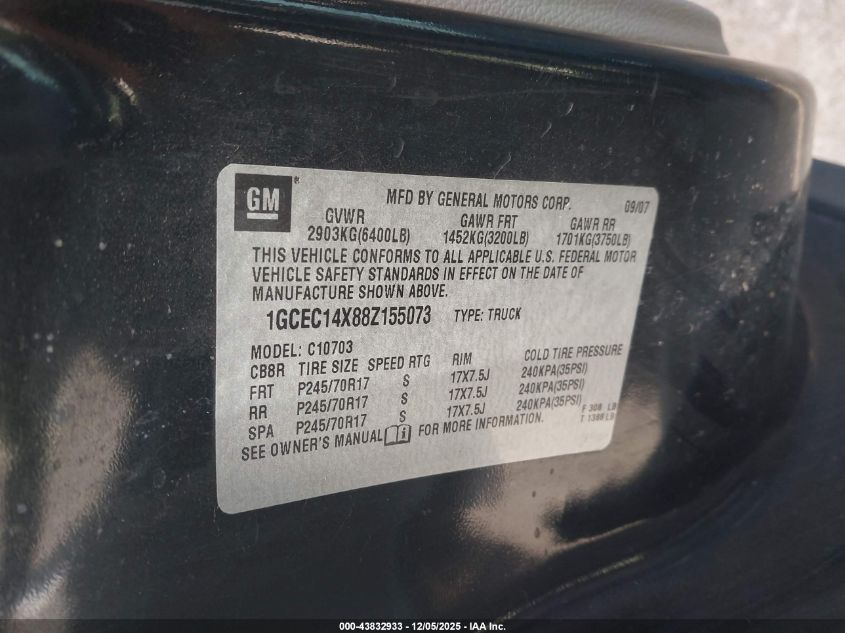 GM
MFD BY GENERAL MOTORS CORP. 09/07
GVWR GAWR FRT GAWR RR
2903KG(6400LB) 1452KG(3200LB) 1701KG(3750LB)
THIS VEHICLE CONFORMS TO ALL APPLICABLE U.S. FEDERAL MOTOR
VEHICLE SAFETY STANDARDS IN EFFECT ON THE DATE OF
MANUFACTURE SHOWN ABOVE.
1GCEC14X88Z155073 TYPE: TRUCK
MODEL: C10703
CB8R TIRE SIZE SPEED RTG RIM COLD TIRE PRESSURE
FRT P245/70R17 S 17X7.5J 240KPA(35PSI)
RR P245/70R17 S 17X7.5J 240KPA(35PSI)
SPA P245/70R17 S 17X7.5J 240KPA(35PSI)
SEE OWNER'S MANUAL FOR MORE INFORMATION.
F 308 LB
T 1388 LB
000-43832933 - 12/05/2025 - IAA Inc.